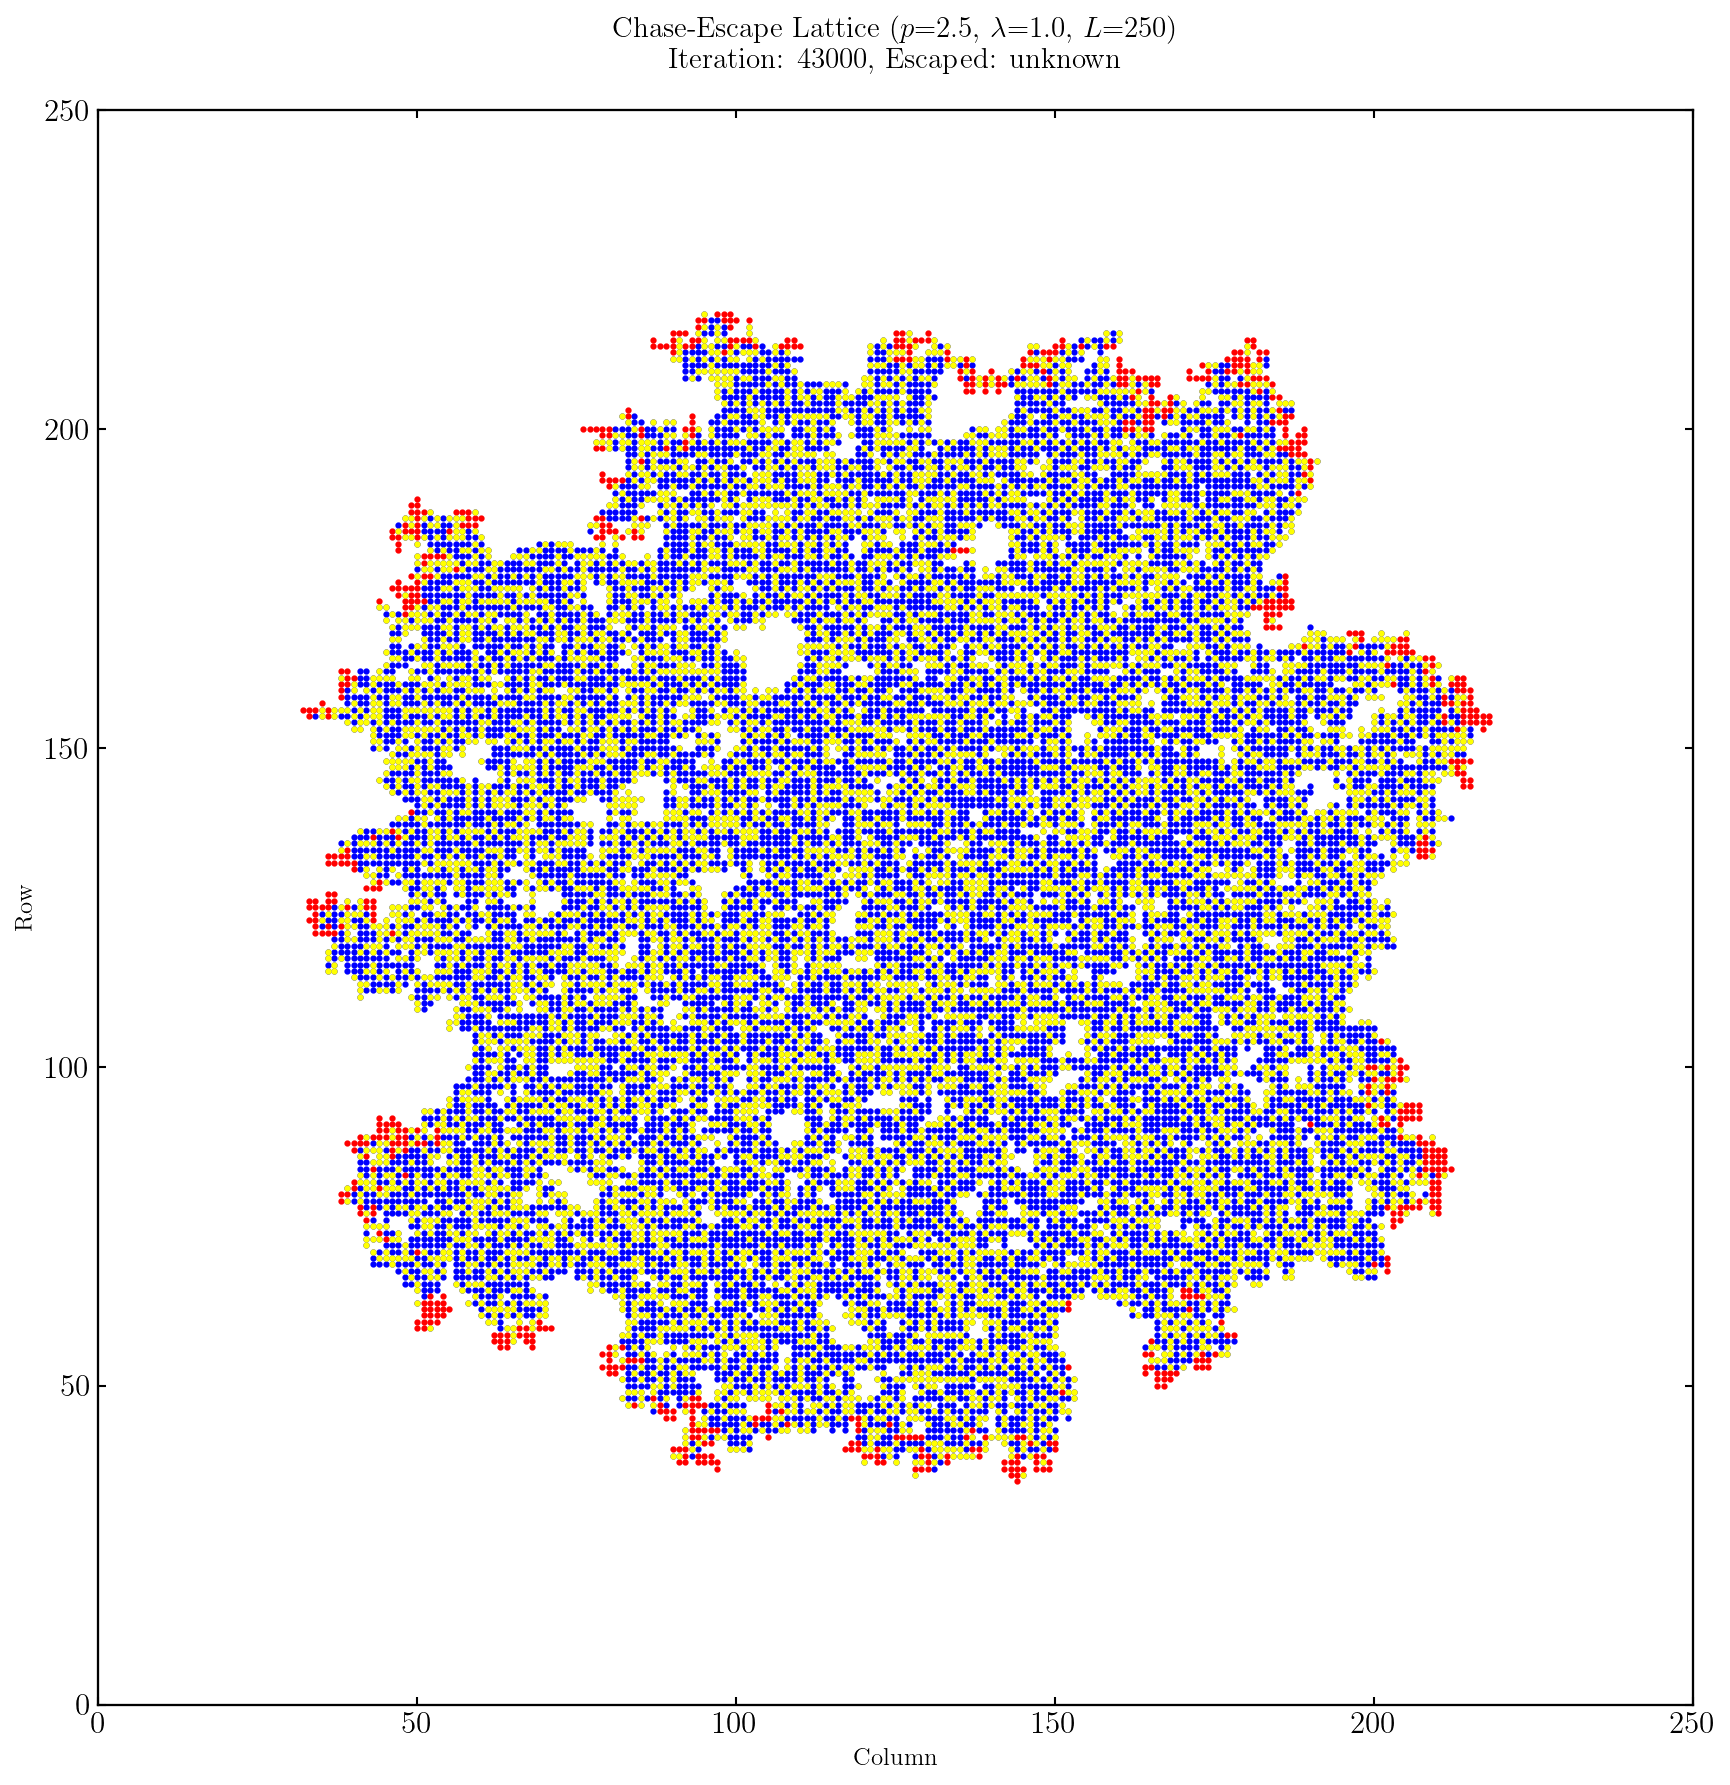 Chase-Escape Lattice (p=2.5, λ=1.0, L=250)
Iteration: 43000, Escaped: unknown
250
200
150
100
50
0
Row
0 50 100 150 200 250
Column